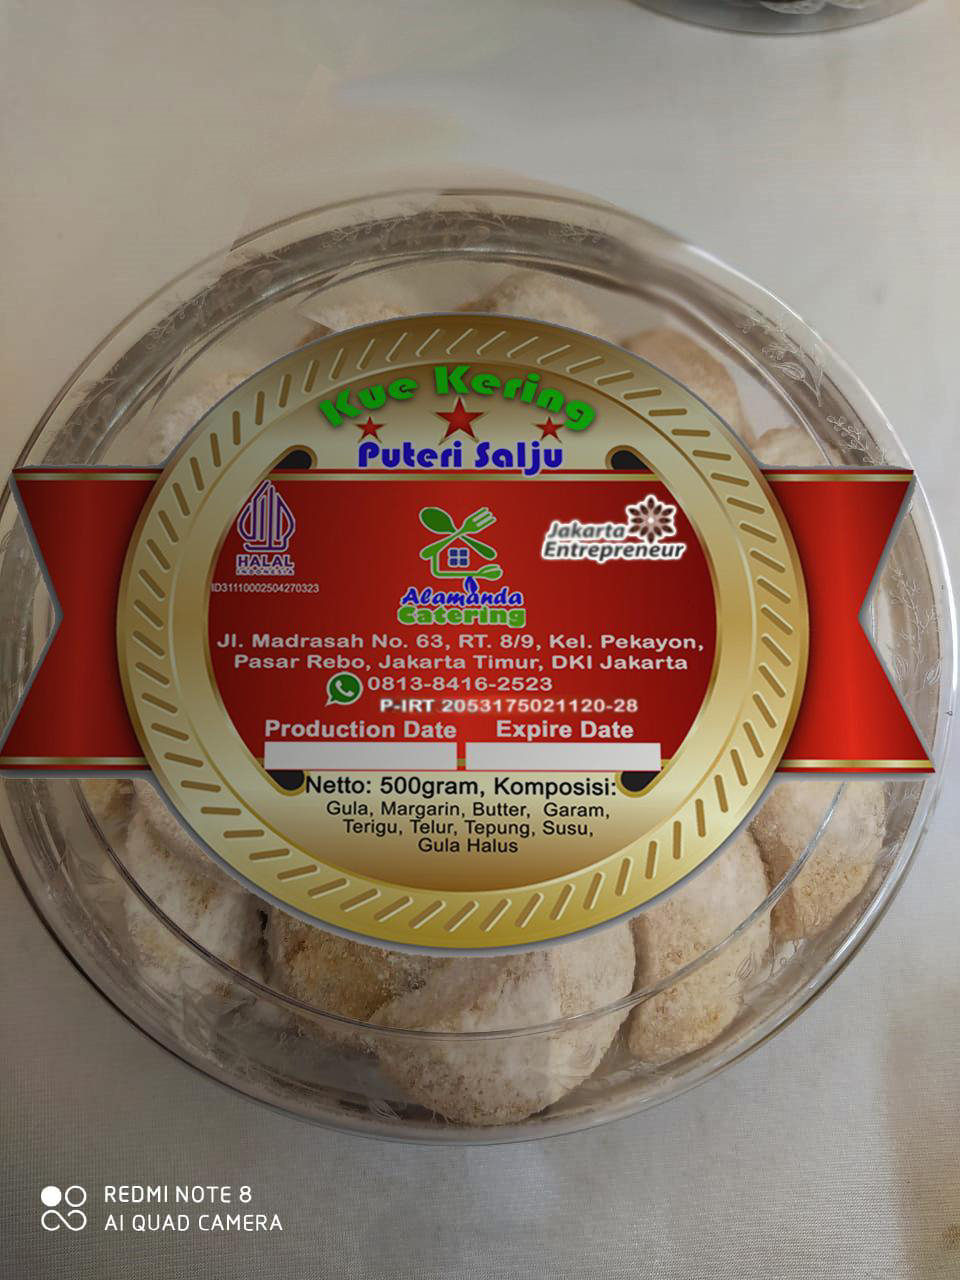 Kue Kering
Puteri Salju
HALAL
INDONESIA
ID31110002504270323
Jakarta
Entrepreneur
Alamanda
Catering
Jl. Madrasah No. 63, RT. 8/9, Kel. Pekayon,
Pasar Rebo, Jakarta Timur, DKI Jakarta
0813-8416-2523
P-IRT 2053175021120-28
Production Date Expire Date
Netto: 500gram, Komposisi:
Gula, Margarin, Butter, Garam,
Terigu, Telur, Tepung, Susu,
Gula Halus
REDMI NOTE 8
AI QUAD CAMERA